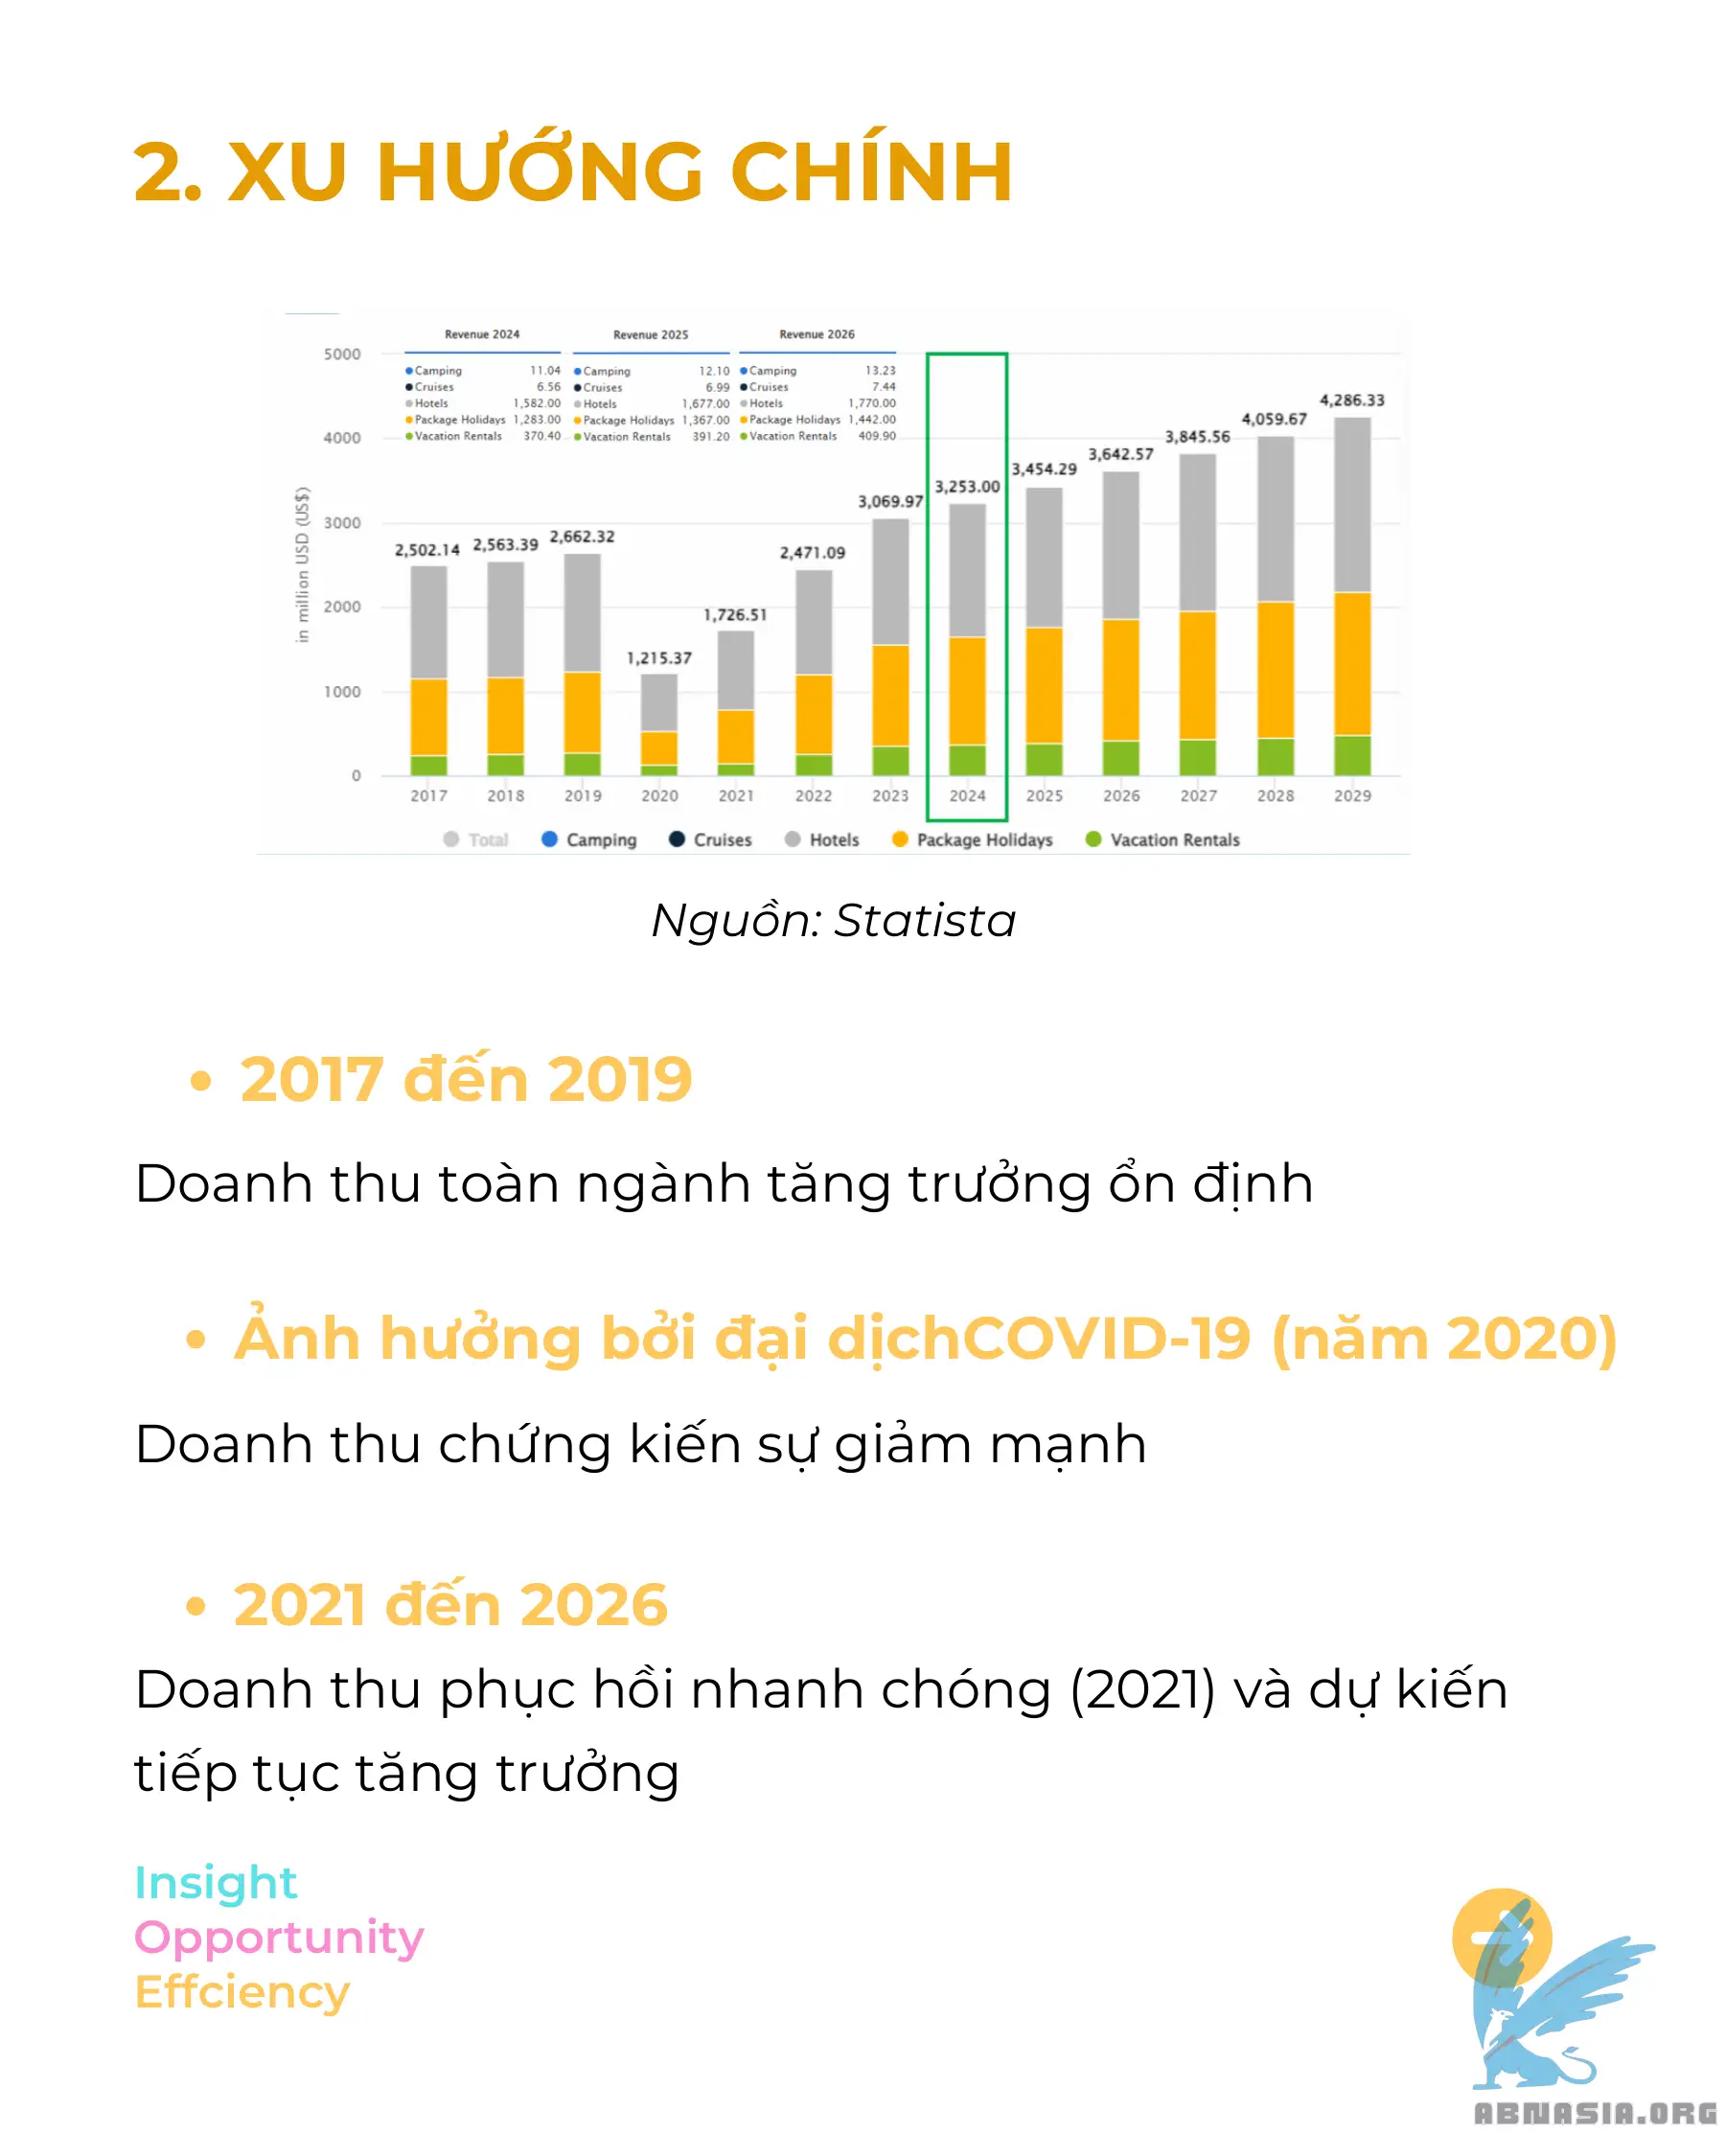 2. XU HƯỚNG CHÍNH
Revenue 2024 Revenue 2025 Revenue 2026
Camping 11.04 Camping 12.10 Camping 13.23
Cruises 6.56 Cruises 6.99 Cruises 7.44
Hotels 1,582.00 Hotels 1,677.00 Hotels 1,770.00
Package Holidays 1,283.00 Package Holidays 1,367.00 Package Holidays 1,442.00
Vacation Rentals 370.40 Vacation Rentals 391.20 Vacation Rentals 409.90
in million USD (US$)
5000
4000
3000
2000
1000
0
2,502.14 2,563.39 2,662.32 1,215.37 1,726.51 2,471.09 3,069.97 3,253.00 3,454.29 3,642.57 3,845.56 4,059.67 4,286.33
2017 2018 2019 2020 2021 2022 2023 2024 2025 2026 2027 2028 2029
Total Camping Cruises Hotels Package Holidays Vacation Rentals
Nguồn: Statista
• 2017 đến 2019
Doanh thu toàn ngành tăng trưởng ổn định
• Ảnh hưởng bởi đại dịchCOVID-19 (năm 2020)
Doanh thu chứng kiến sự giảm mạnh
• 2021 đến 2026
Doanh thu phục hồi nhanh chóng (2021) và dự kiến
tiếp tục tăng trưởng
Insight
Opportunity
Effciency
ABNASIA.ORG